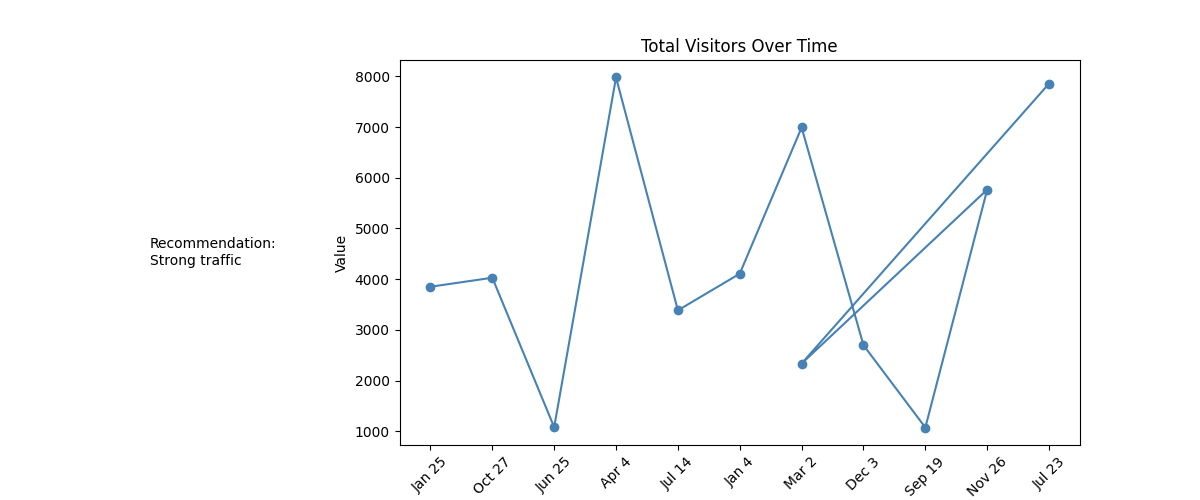 Total Visitors Over Time
Recommendation:
Strong traffic
Value
8000
7000
6000
5000
4000
3000
2000
1000
Jan 25
Oct 27
Jun 25
Apr 4
Jul 14
Jan 4
Mar 2
Dec 3
Sep 19
Nov 26
Jul 23